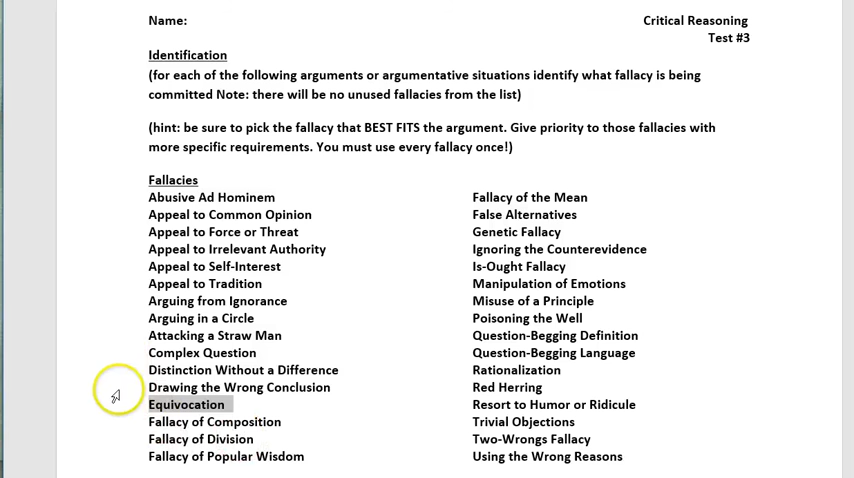 Name:
Critical Reasoning
Test #3
Identification
(for each of the following arguments or argumentative situations identify what fallacy is being
committed Note: there will be no unused fallacies from the list)
(hint: be sure to pick the fallacy that BEST FITS the argument. Give priority to those fallacies with
more specific requirements. You must use every fallacy once!)
Fallacies
Abusive Ad Hominem
Appeal to Common Opinion
Appeal to Force or Threat
Appeal to Irrelevant Authority
Appeal to Self-Interest
Appeal to Tradition
Arguing from Ignorance
Arguing in a Circle
Attacking a Straw Man
Complex Question
Distinction Without a Difference
Drawing the Wrong Conclusion
Equivocation
Fallacy of Composition
Fallacy of Division
Fallacy of Popular Wisdom
Fallacy of the Mean
False Alternatives
Genetic Fallacy
Ignoring the Counterevidence
Is-Ought Fallacy
Manipulation of Emotions
Misuse of a Principle
Poisoning the Well
Question-Begging Definition
Question-Begging Language
Rationalization
Red Herring
Resort to Humor or Ridicule
Trivial Objections
Two-Wrongs Fallacy
Using the Wrong Reasons